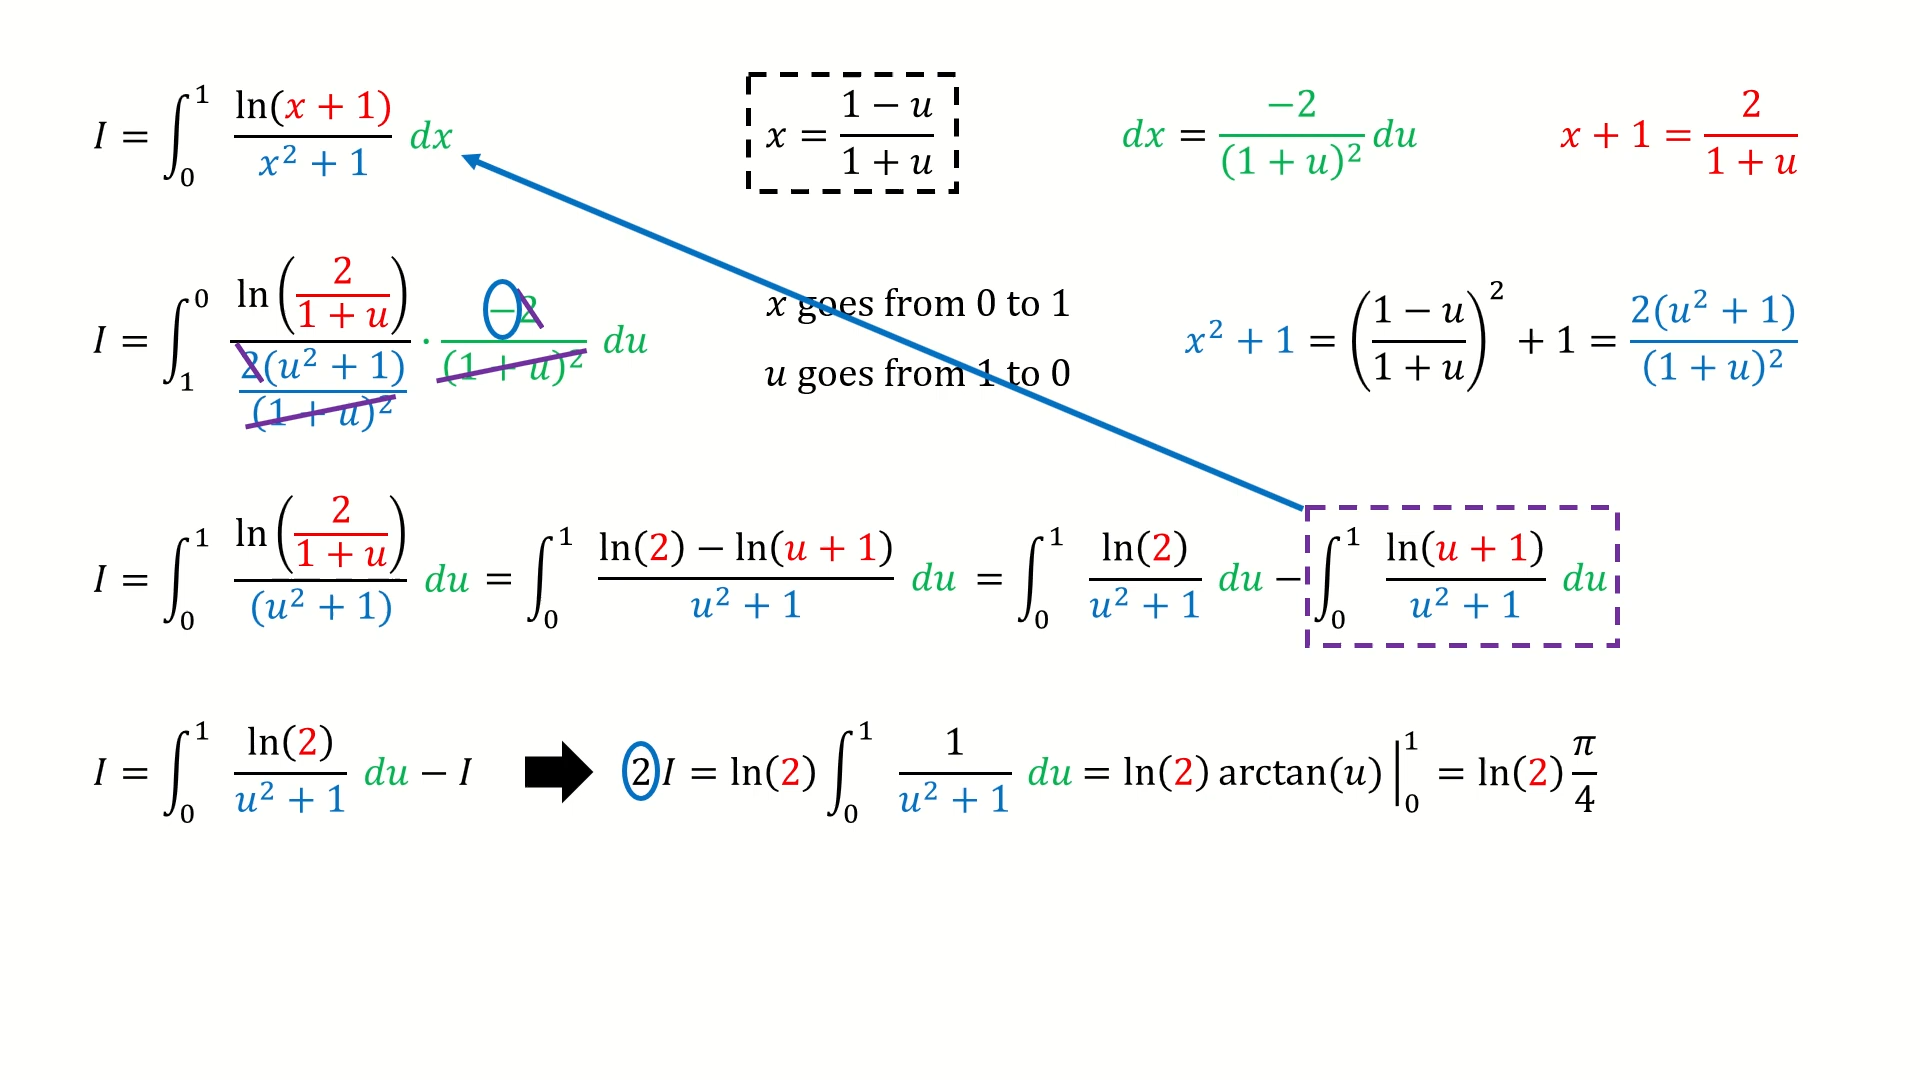 I = ∫₀¹ ln(x + 1) / (x² + 1) dx    x = (1 − u) / (1 + u)    dx = −2 / (1 + u)² du    x + 1 = 2 / (1 + u)
I = ∫₁⁰ ln(2 / (1 + u)) / (2(u² + 1) / (1 + u)²) · −2 / (1 + u)² du    x goes from 0 to 1    x² + 1 = ((1 − u) / (1 + u))² + 1 = 2(u² + 1) / (1 + u)²
u goes from 1 to 0
I = ∫₀¹ ln(2 / (1 + u)) / (u² + 1) du = ∫₀¹ (ln(2) − ln(u + 1)) / (u² + 1) du = ∫₀¹ ln(2) / (u² + 1) du − ∫₀¹ ln(u + 1) / (u² + 1) du
I = ∫₀¹ ln(2) / (u² + 1) du − I    2I = ln(2) ∫₀¹ 1 / (u² + 1) du = ln(2) arctan(u) |₀¹ = ln(2) π/4